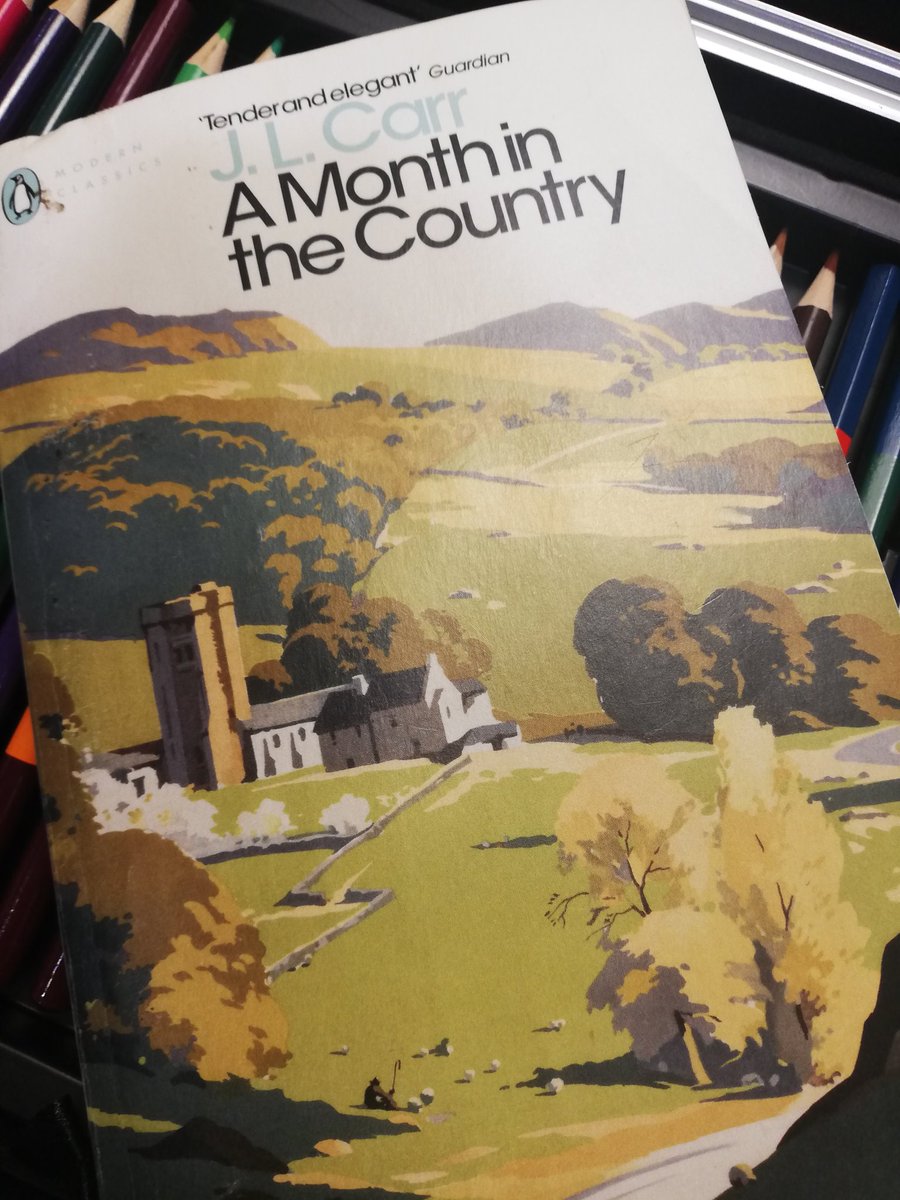 'Tender and elegant' Guardian
J. L. Carr
A Month in
the Country
MODERN
CLASSICS